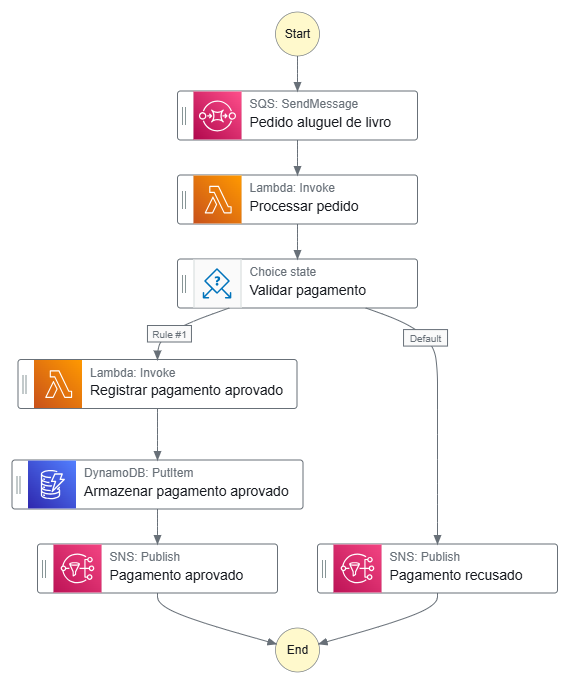 Start
SQS: SendMessage
Pedido aluguel de livro
Lambda: Invoke
Processar pedido
Choice state
Validar pagamento
Rule #1
Default
Lambda: Invoke
Registrar pagamento aprovado
DynamoDB: PutItem
Armazenar pagamento aprovado
SNS: Publish
Pagamento aprovado
SNS: Publish
Pagamento recusado
End